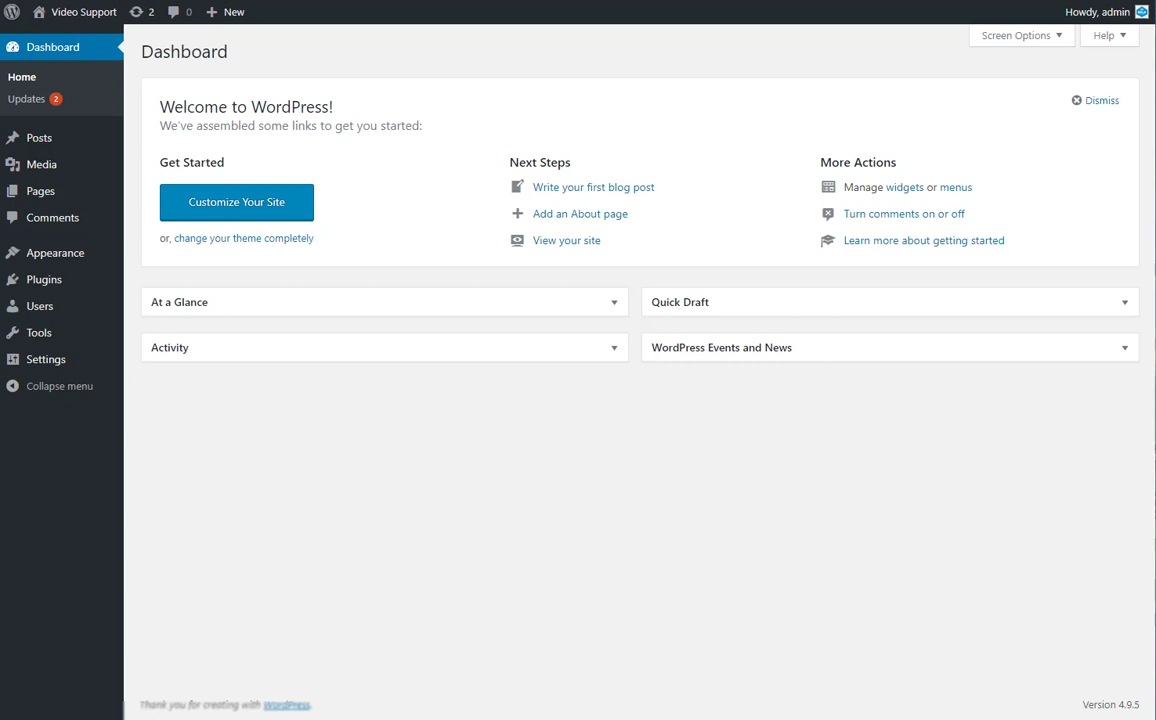 Video Support 2 0 New Howdy, admin
Dashboard
Home
Updates 2
Posts
Media
Pages
Comments
Appearance
Plugins
Users
Tools
Settings
Collapse menu
Screen Options Help
Dashboard
Welcome to WordPress!
We've assembled some links to get you started:
Dismiss
Get Started
Customize Your Site
or, change your theme completely
Next Steps
Write your first blog post
Add an About page
View your site
More Actions
Manage widgets or menus
Turn comments on or off
Learn more about getting started
At a Glance
Quick Draft
Activity
WordPress Events and News
Thank you for creating with WordPress.
Version 4.9.5